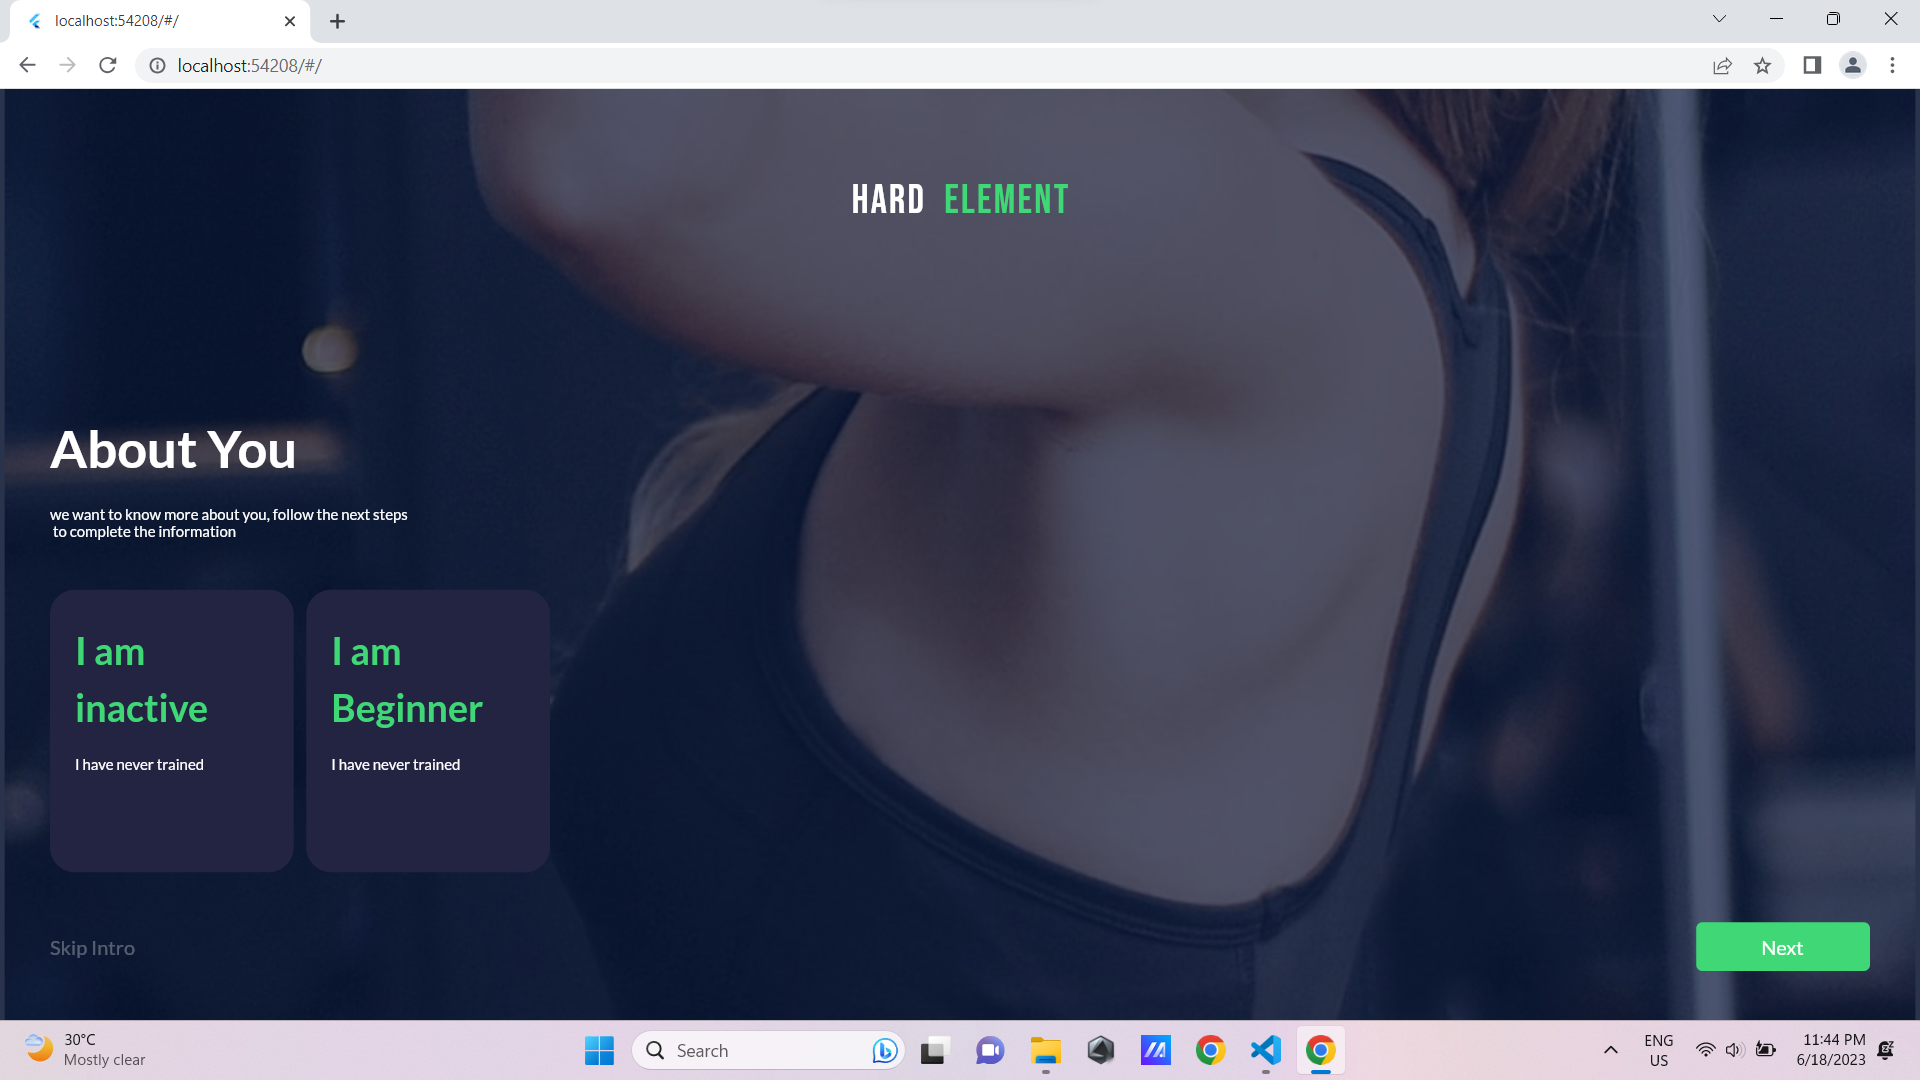 localhost:54208/#/
localhost:54208/#/
HARD ELEMENT
About You
we want to know more about you, follow the next steps
to complete the information
I am
inactive
I have never trained
I am
Beginner
I have never trained
Skip Intro
Next
30°C
Mostly clear
Search
ENG
US
11:44 PM
6/18/2023